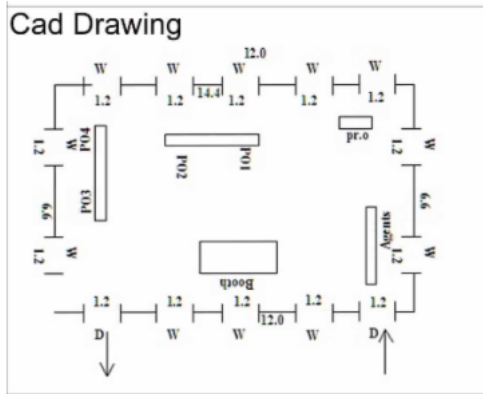 Cad Drawing
12.0
W W W W W
1.2 1.2 14.4 1.2 1.2 1.2
pr.o
1.2 W PO4 PO2 PO1 W 1.2
6.6 PO3 Agents 6.6
1.2 W Booth W 1.2
1.2 1.2 1.2 1.2 1.2
12.0
D W W W D